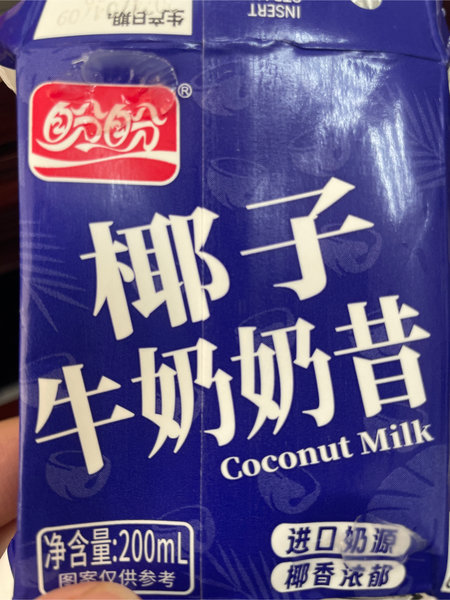 生产日期
INSERT
盼盼®
椰子
牛奶奶昔
Coconut Milk
净含量:200mL
图案仅供参考
进口奶源
椰香浓郁